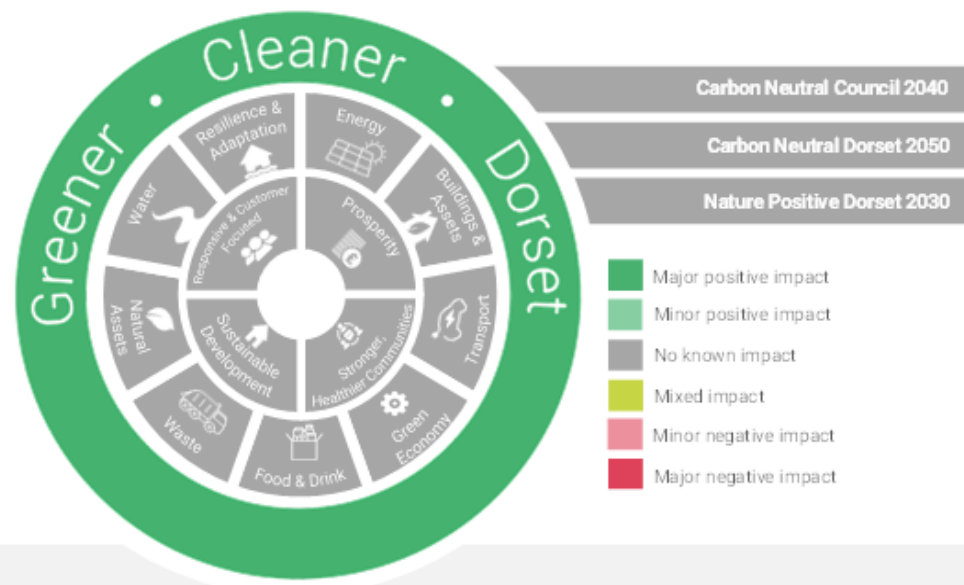 Greener · Cleaner · Dorset
Resilience &
Adaptation
Energy
Buildings &
Assets
Transport
Green
Economy
Food & Drink
Waste
Natural
Assets
Water
Responsive & Customer
Focused
Prosperity
Stronger,
Healthier Communities
Sustainable
Development
Carbon Neutral Council 2040
Carbon Neutral Dorset 2050
Nature Positive Dorset 2030
Major positive impact
Minor positive impact
No known impact
Mixed impact
Minor negative impact
Major negative impact